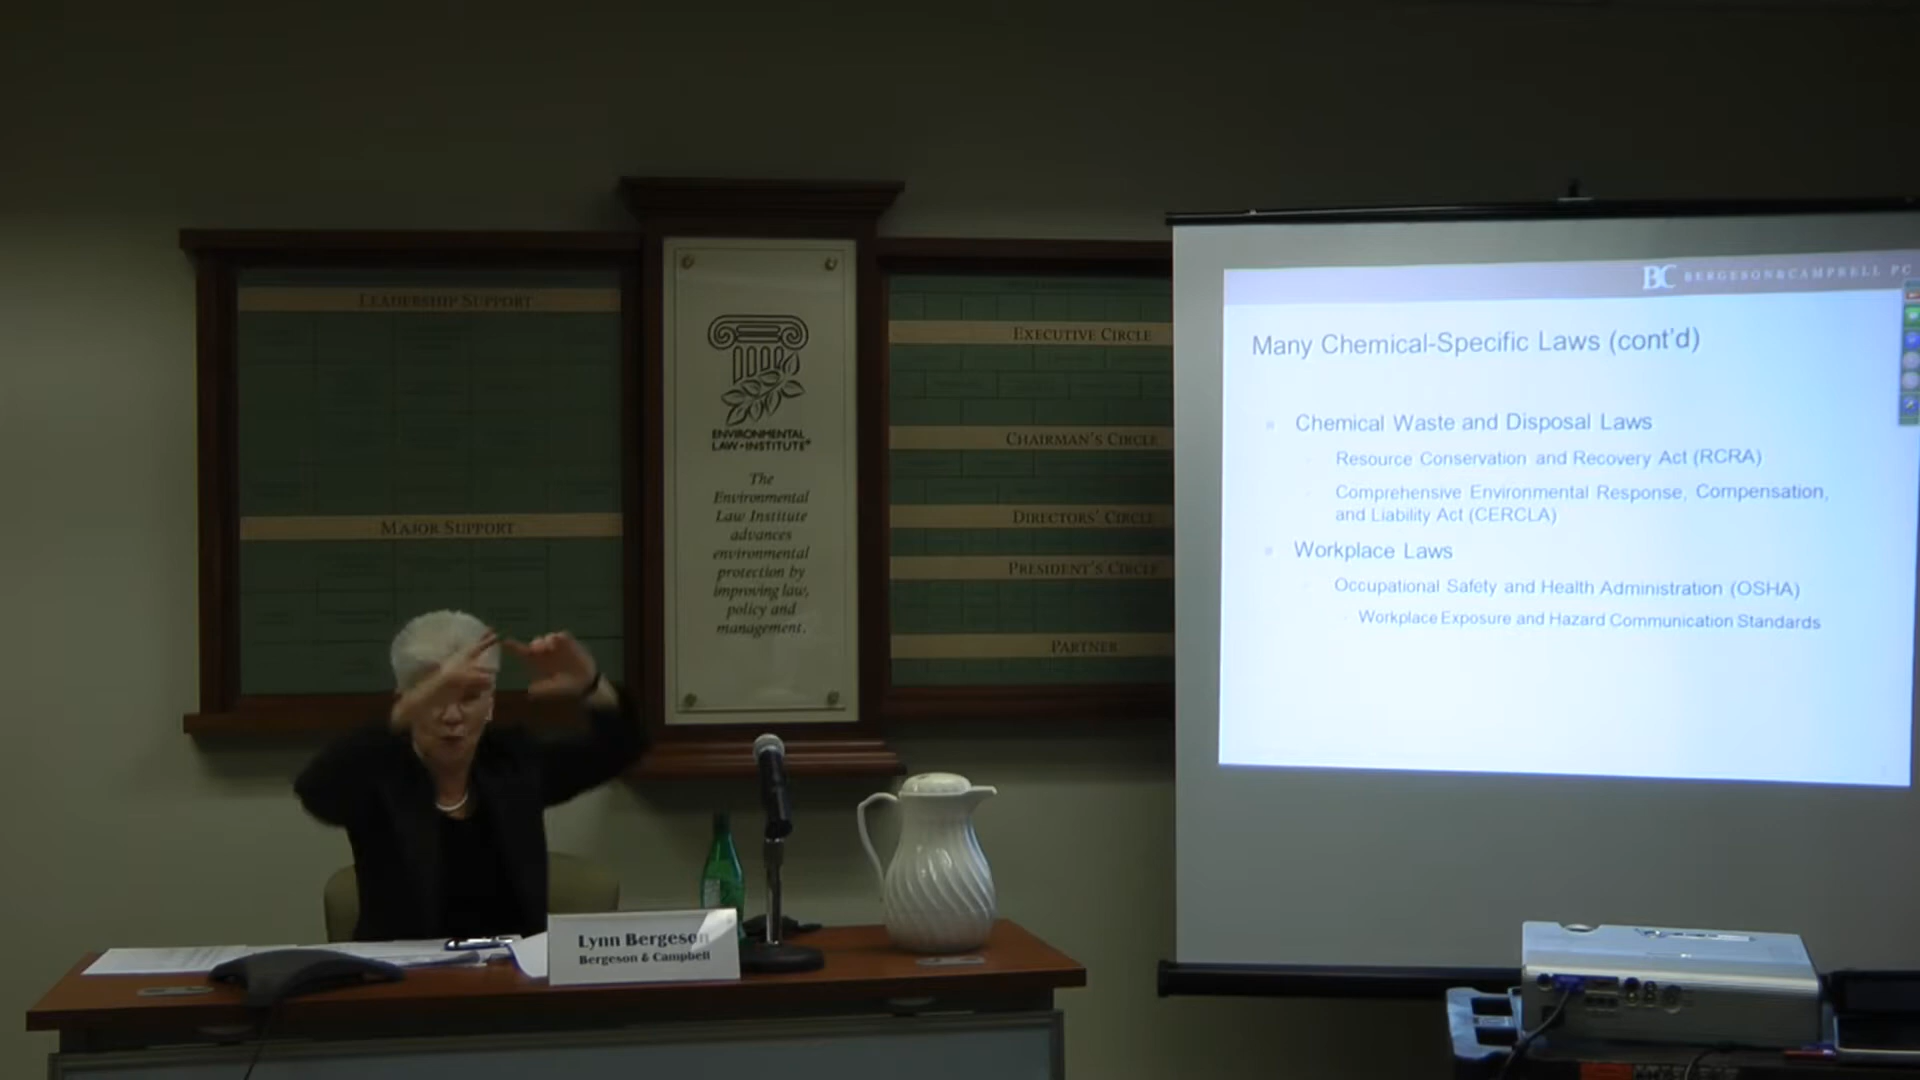 LEADERSHIP SUPPORT
MAJOR SUPPORT
ENVIRONMENTAL
LAW•INSTITUTE®
The
Environmental
Law Institute
advances
environmental
protection by
improving law,
policy and
management.
EXECUTIVE CIRCLE
CHAIRMAN'S CIRCLE
DIRECTORS' CIRCLE
PRESIDENT'S CIRCLE
PARTNER
BC BERGESON&CAMPBELL PC
Many Chemical-Specific Laws (cont'd)
Chemical Waste and Disposal Laws
Resource Conservation and Recovery Act (RCRA)
Comprehensive Environmental Response, Compensation,
and Liability Act (CERCLA)
Workplace Laws
Occupational Safety and Health Administration (OSHA)
Workplace Exposure and Hazard Communication Standards
Lynn Bergeson
Bergeson & Campbell